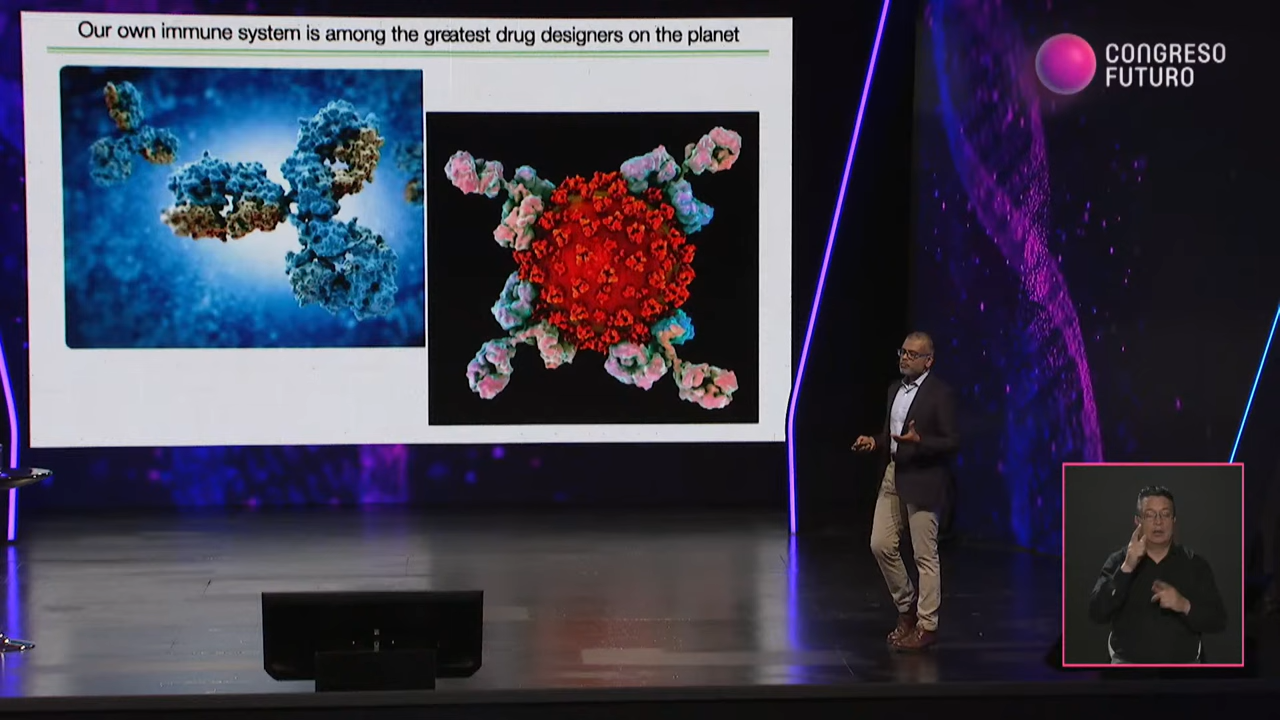 Our own immune system is among the greatest drug designers on the planet
CONGRESO
FUTURO